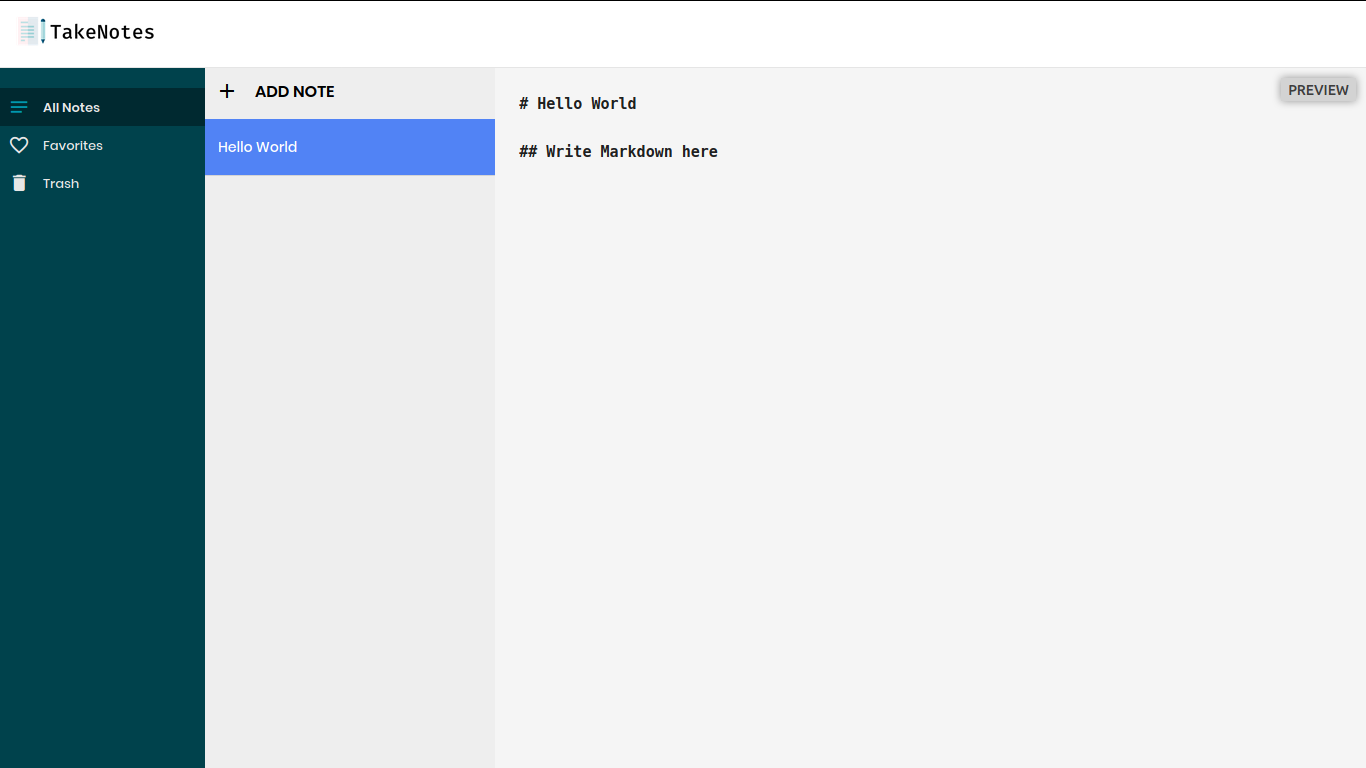 TakeNotes
All Notes
Favorites
Trash
ADD NOTE
Hello World
# Hello World
## Write Markdown here
PREVIEW